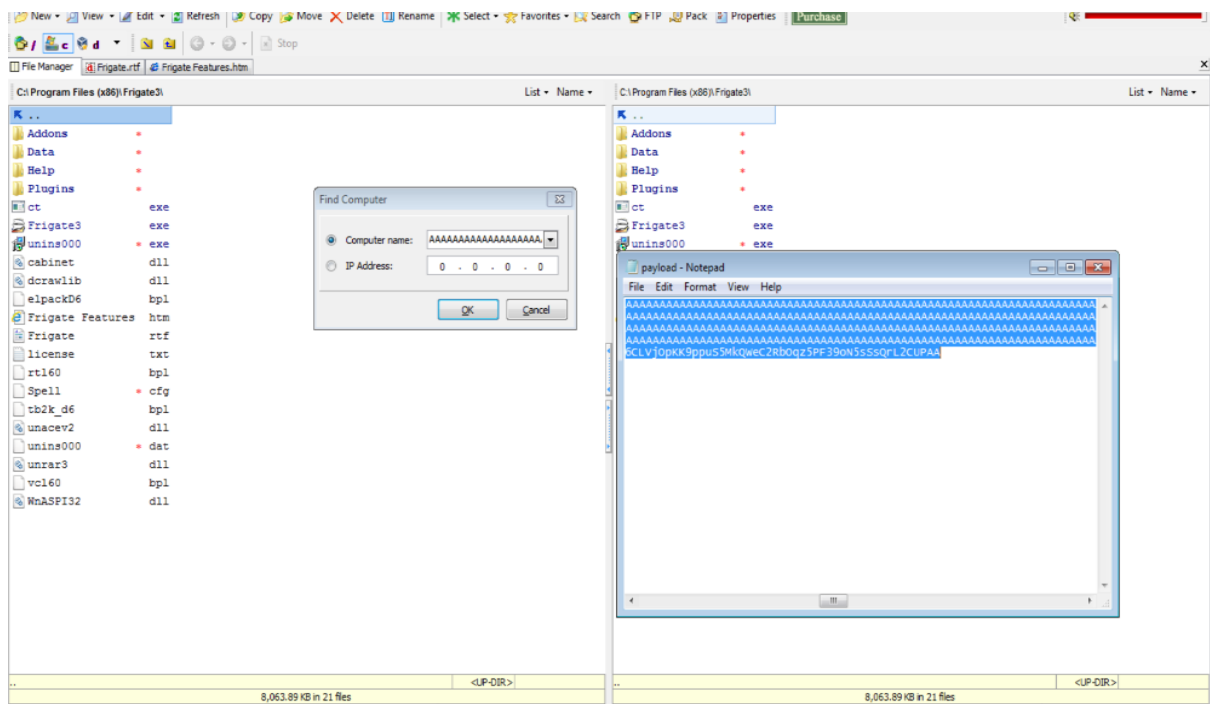 New View Edit Refresh Copy Move Delete Rename Select Favorites Search FTP Pack Properties Purchase
/ c d Stop
File Manager Frigate.rtf Frigate Features.htm
C:\Program Files (x86)\Frigate3\ List Name
..
Addons *
Data *
Help *
Plugins *
ct exe
Frigate3 exe
unins000 * exe
cabinet dll
dcrawlib dll
elpackD6 bpl
Frigate Features htm
Frigate rtf
license txt
rtl60 bpl
Spell * cfg
tb2k_d6 bpl
unacev2 dll
unins000 * dat
unrar3 dll
vcl60 bpl
WnASPI32 dll
.. <UP-DIR>
8,063.89 KB in 21 files
Find Computer
Computer name:
IP Address: 0 . 0 . 0 . 0
OK Cancel
C:\Program Files (x86)\Frigate3\ List Name
..
Addons *
Data *
Help *
Plugins *
ct exe
Frigate3 exe
unins000 * exe
payload - Notepad
File Edit Format View Help
6CLVjOpKK9ppuS5MkQweC2RbOqz5PF39oN5sSsQrL2CUPAA
.. <UP-DIR>
8,063.89 KB in 21 files